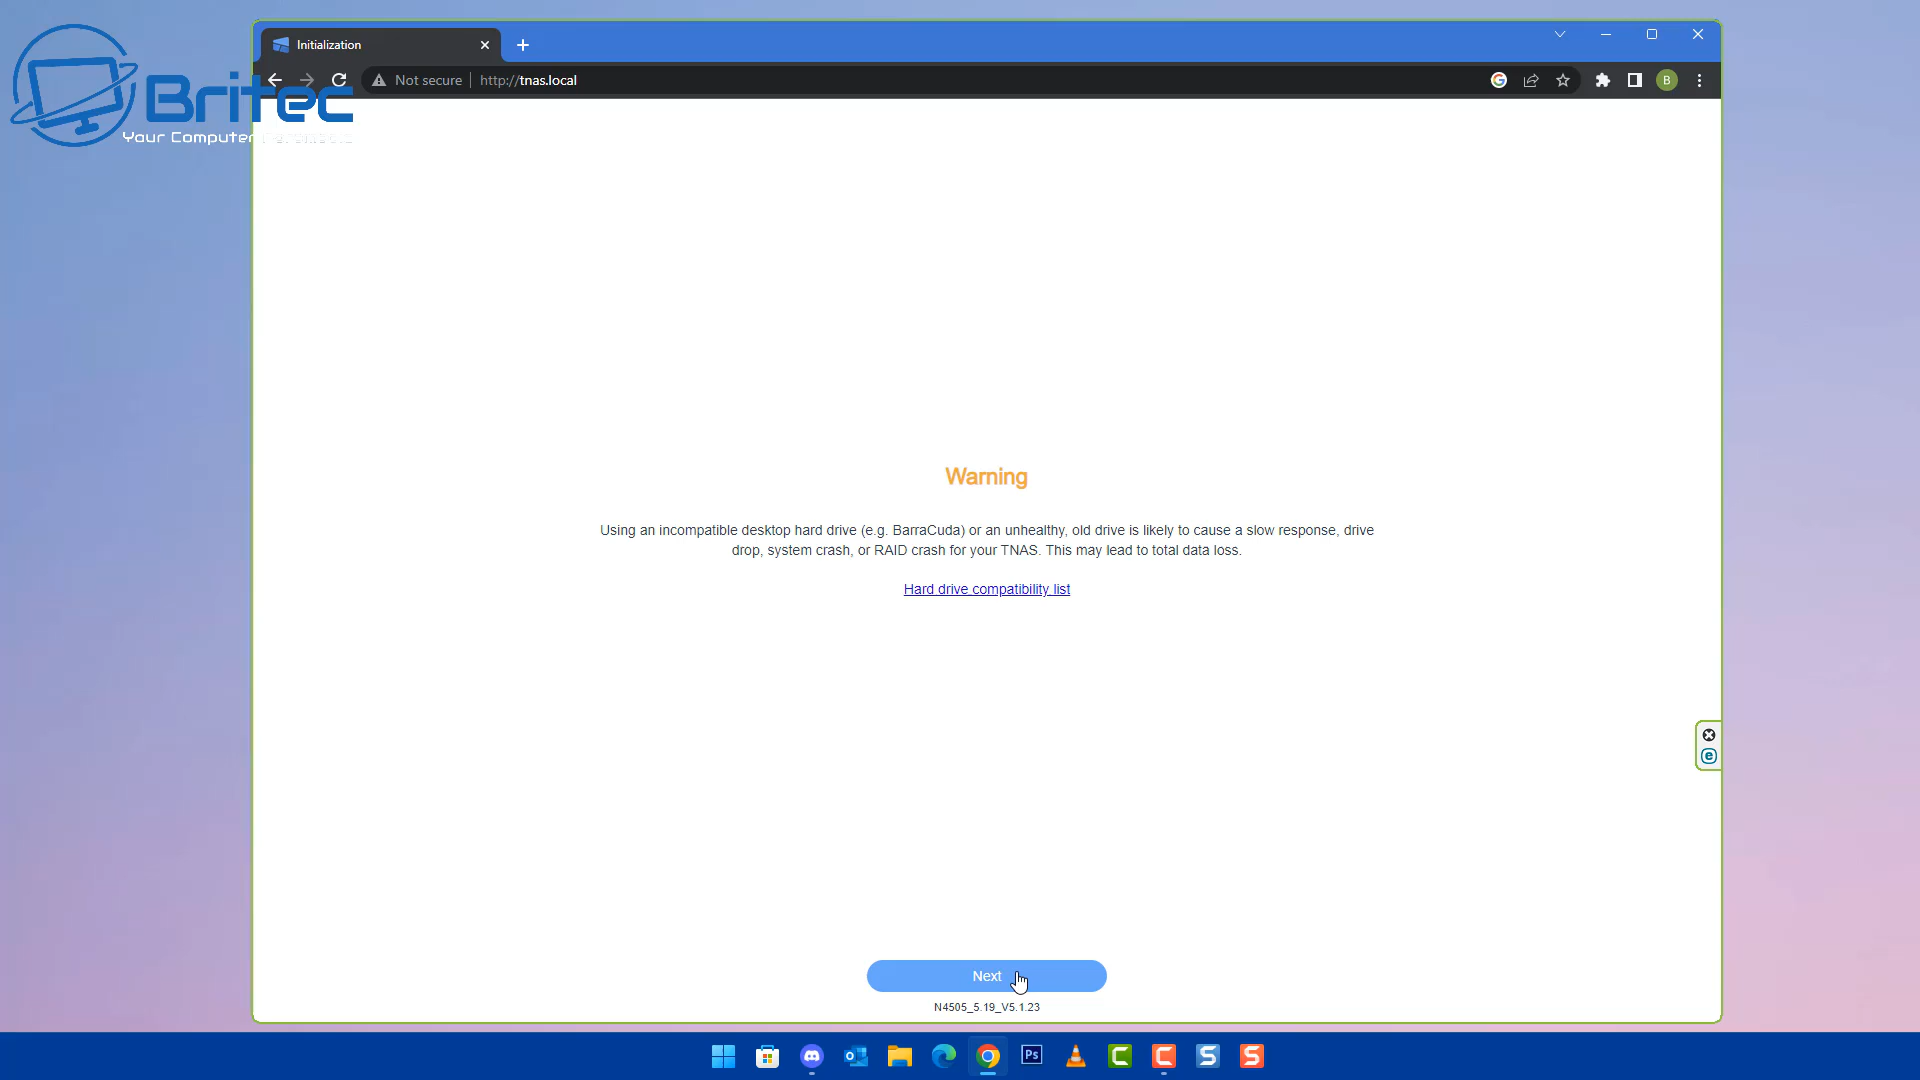 Initialization
Not secure
http://tnas.local
B
Britec
Your Computer
Warning
Using an incompatible desktop hard drive (e.g. BarraCuda) or an unhealthy, old drive is likely to cause a slow response, drive
drop, system crash, or RAID crash for your TNAS. This may lead to total data loss.
Hard drive compatibility list
Next
N4505_5.19_V5.1.23
Ps